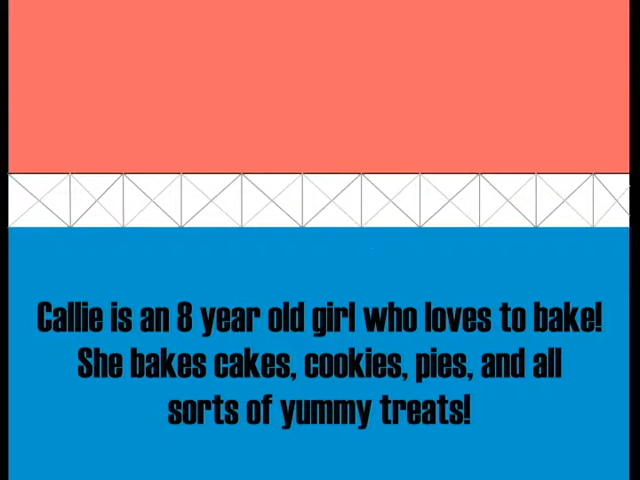 Callie is an 8 year old girl who loves to bake!
She bakes cakes, cookies, pies, and all
sorts of yummy treats!